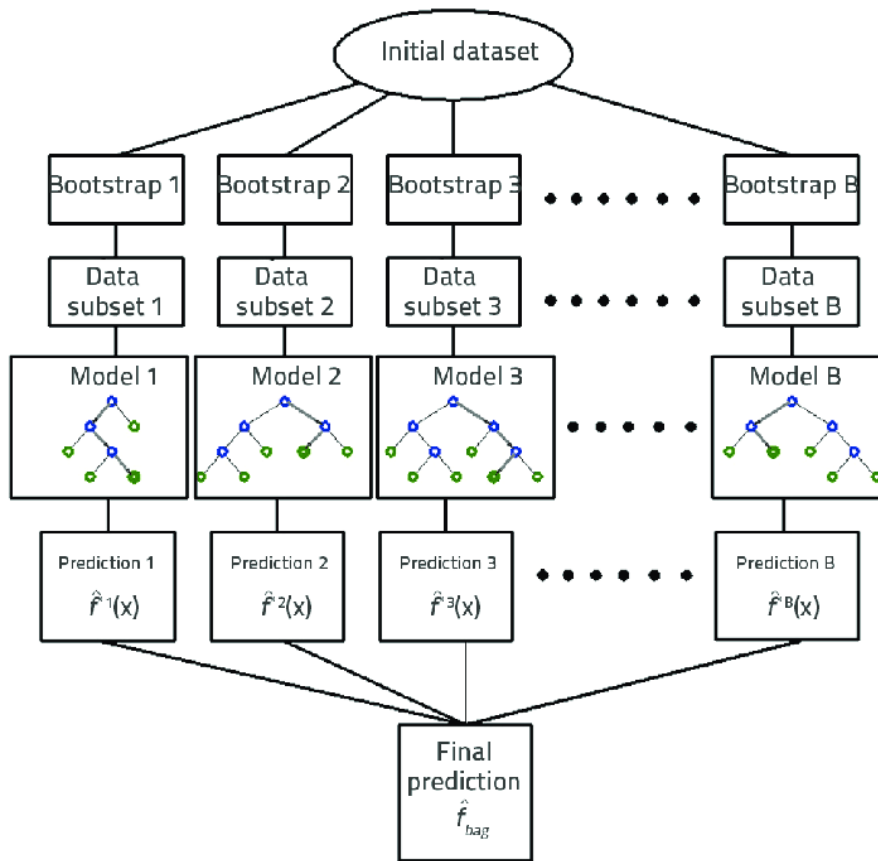 Initial dataset
Bootstrap 1
Bootstrap 2
Bootstrap 3
Bootstrap B
Data
subset 1
Data
subset 2
Data
subset 3
Data
subset B
Model 1
Model 2
Model 3
Model B
Prediction 1
f̂*¹(x)
Prediction 2
f̂*²(x)
Prediction 3
f̂*³(x)
Prediction B
f̂*ᴮ(x)
Final
prediction
f̂bag